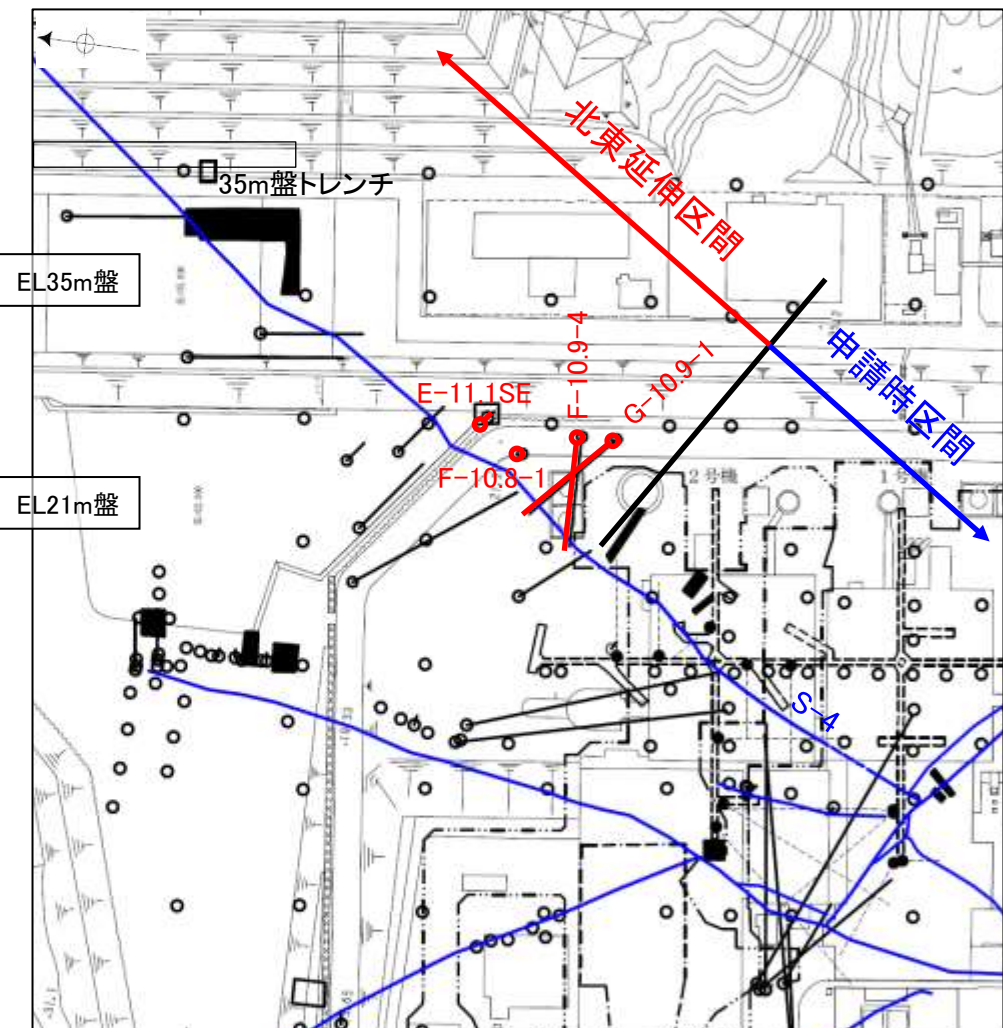 北東延伸区間
35m盤トレンチ
EL35m盤
F-10.9-4
G-10.9-1
申請時区間
E-11.1SE
F-10.8-1
2号機
1号機
EL21m盤
S-4